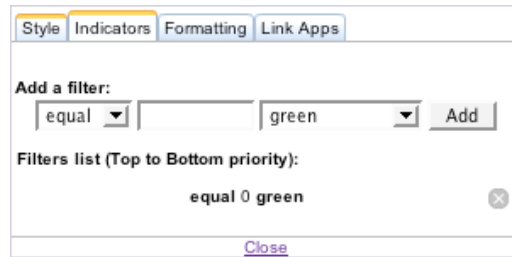 Style Indicators Formatting Link Apps
Add a filter:
equal green Add
Filters list (Top to Bottom priority):
equal 0 green
Close